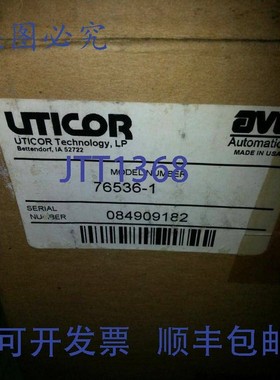 图必究
UTICOR
UTICOR Technology, LP
Bettendorf, IA 52722
Automatic
MADE IN USA
MODEL NUMBER
JTT1368
76536-1
SERIAL
NUMBER
084909182
可开发票 顺丰包邮